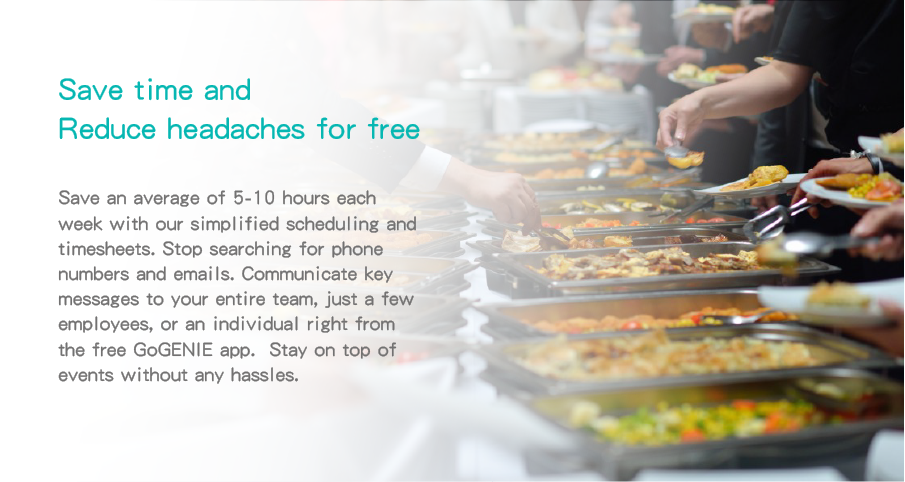 Save time and
Reduce headaches for free
Save an average of 5-10 hours each
week with our simplified scheduling and
timesheets. Stop searching for phone
numbers and emails. Communicate key
messages to your entire team, just a few
employees, or an individual right from
the free GoGENIE app.  Stay on top of
events without any hassles.